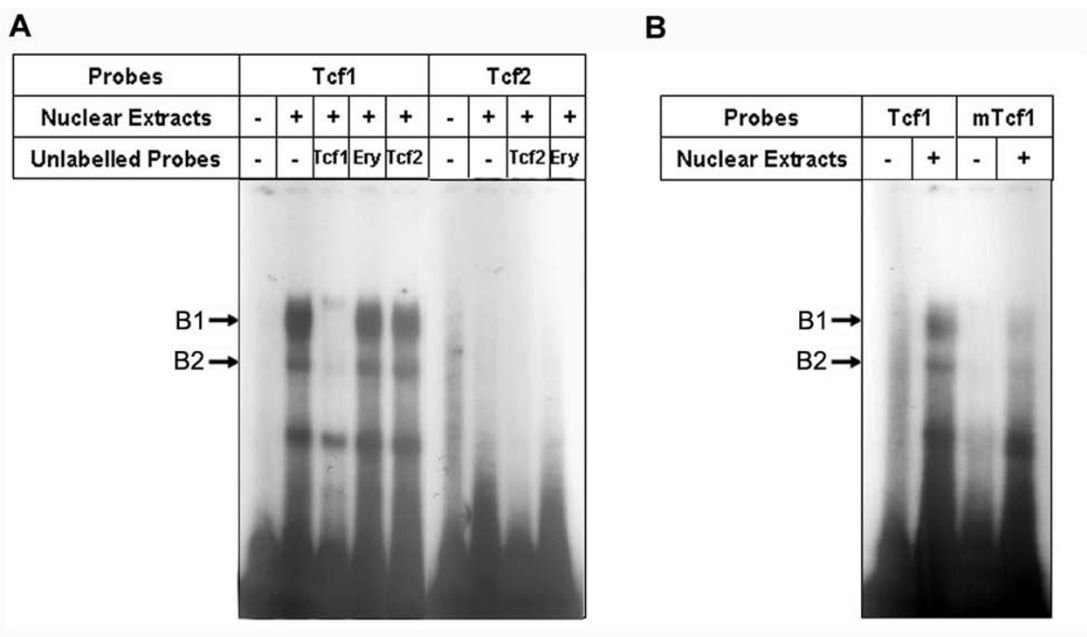 A
Probes Tcf1 Tcf2
Nuclear Extracts - + + + + - + + +
Unlabelled Probes - - Tcf1 Ery Tcf2 - - Tcf2 Ery
B1
B2
B
Probes Tcf1 mTcf1
Nuclear Extracts - + - +
B1
B2